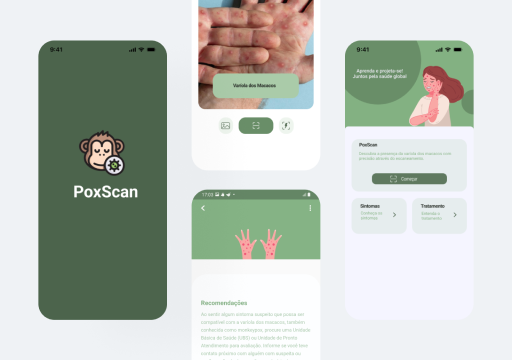 9:41
PoxScan
Varíola dos Macacos
17:03
Recomendações
Ao sentir algum sintoma suspeito que possa ser
compatível com a varíola dos macacos, também
conhecida como monkeypox, procure uma Unidade
Básica de Saúde (UBS) ou Unidade de Pronto
Atendimento para avaliação. Informe se você teve
contato próximo com alguém com suspeita ou
9:41
Aprenda e projeta-se!
Juntos pela saúde global
PoxScan
Descubra a presença da varíola dos macacos com
precisão através do escaneamento.
Começar
Sintomas
Conheça os
sintomas
Tratamento
Entenda o
tratamento